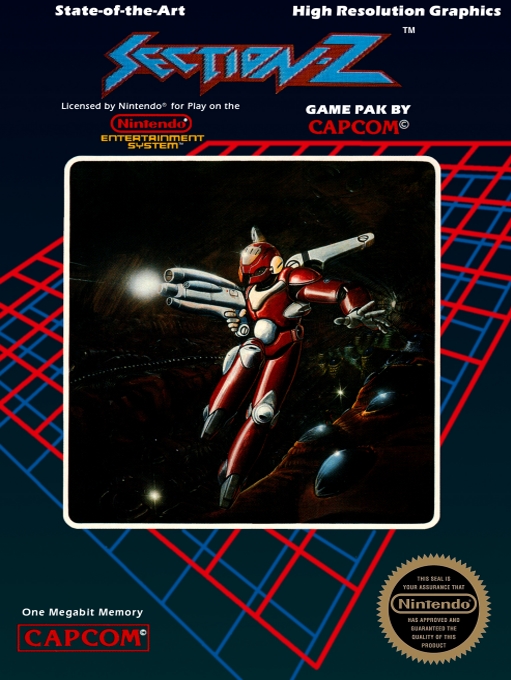 State-of-the-Art
High Resolution Graphics
SECTION-Z™
Licensed by Nintendo® for Play on the
Nintendo®
ENTERTAINMENT
SYSTEM™
GAME PAK BY
CAPCOM©
One Megabit Memory
CAPCOM©
THIS SEAL IS
YOUR ASSURANCE THAT
Nintendo®
HAS APPROVED AND
GUARANTEED THE
QUALITY OF THIS
PRODUCT